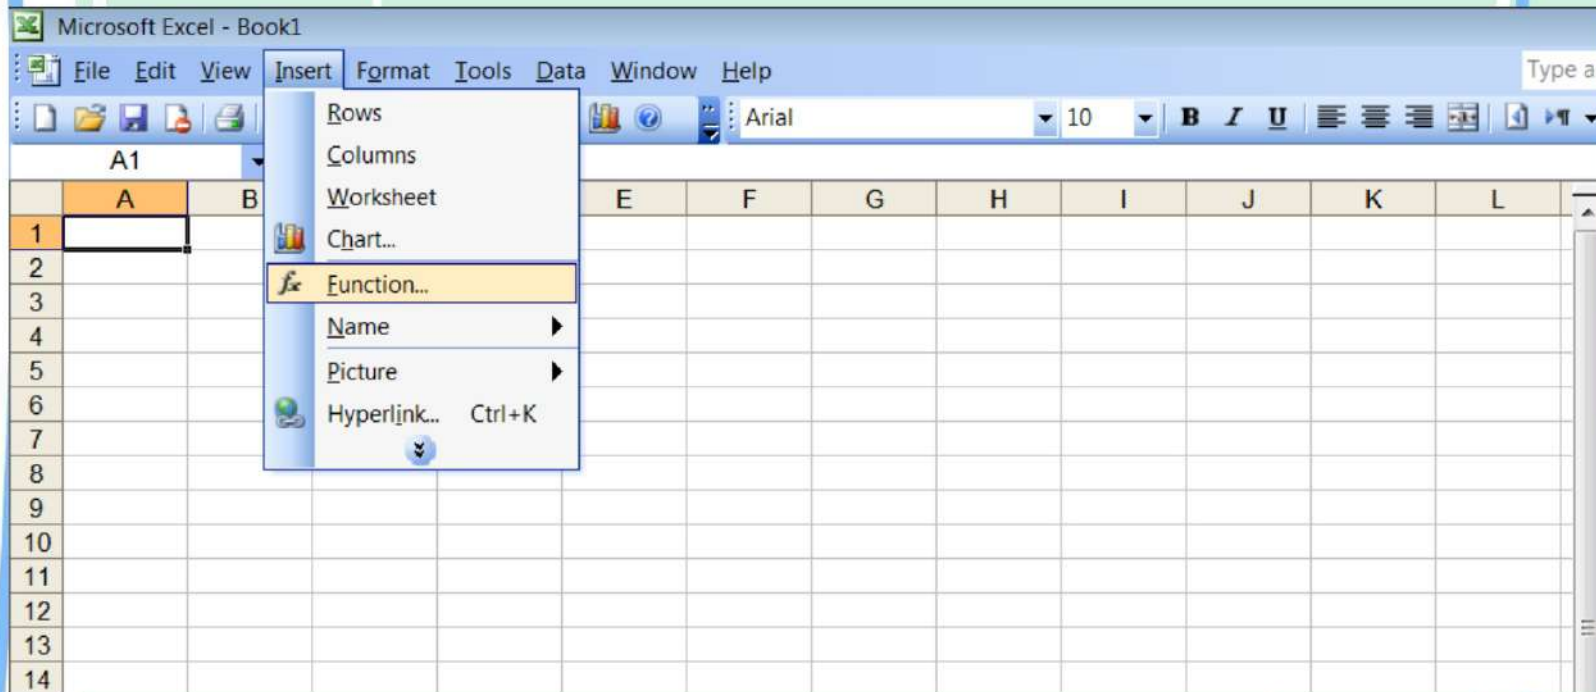 Microsoft Excel - Book1
File Edit View Insert Format Tools Data Window Help Type a
Arial 10 B I U
A1
A B E F G H I J K L
Rows
Columns
Worksheet
Chart...
Function...
Name
Picture
Hyperlink... Ctrl+K
1
2
3
4
5
6
7
8
9
10
11
12
13
14